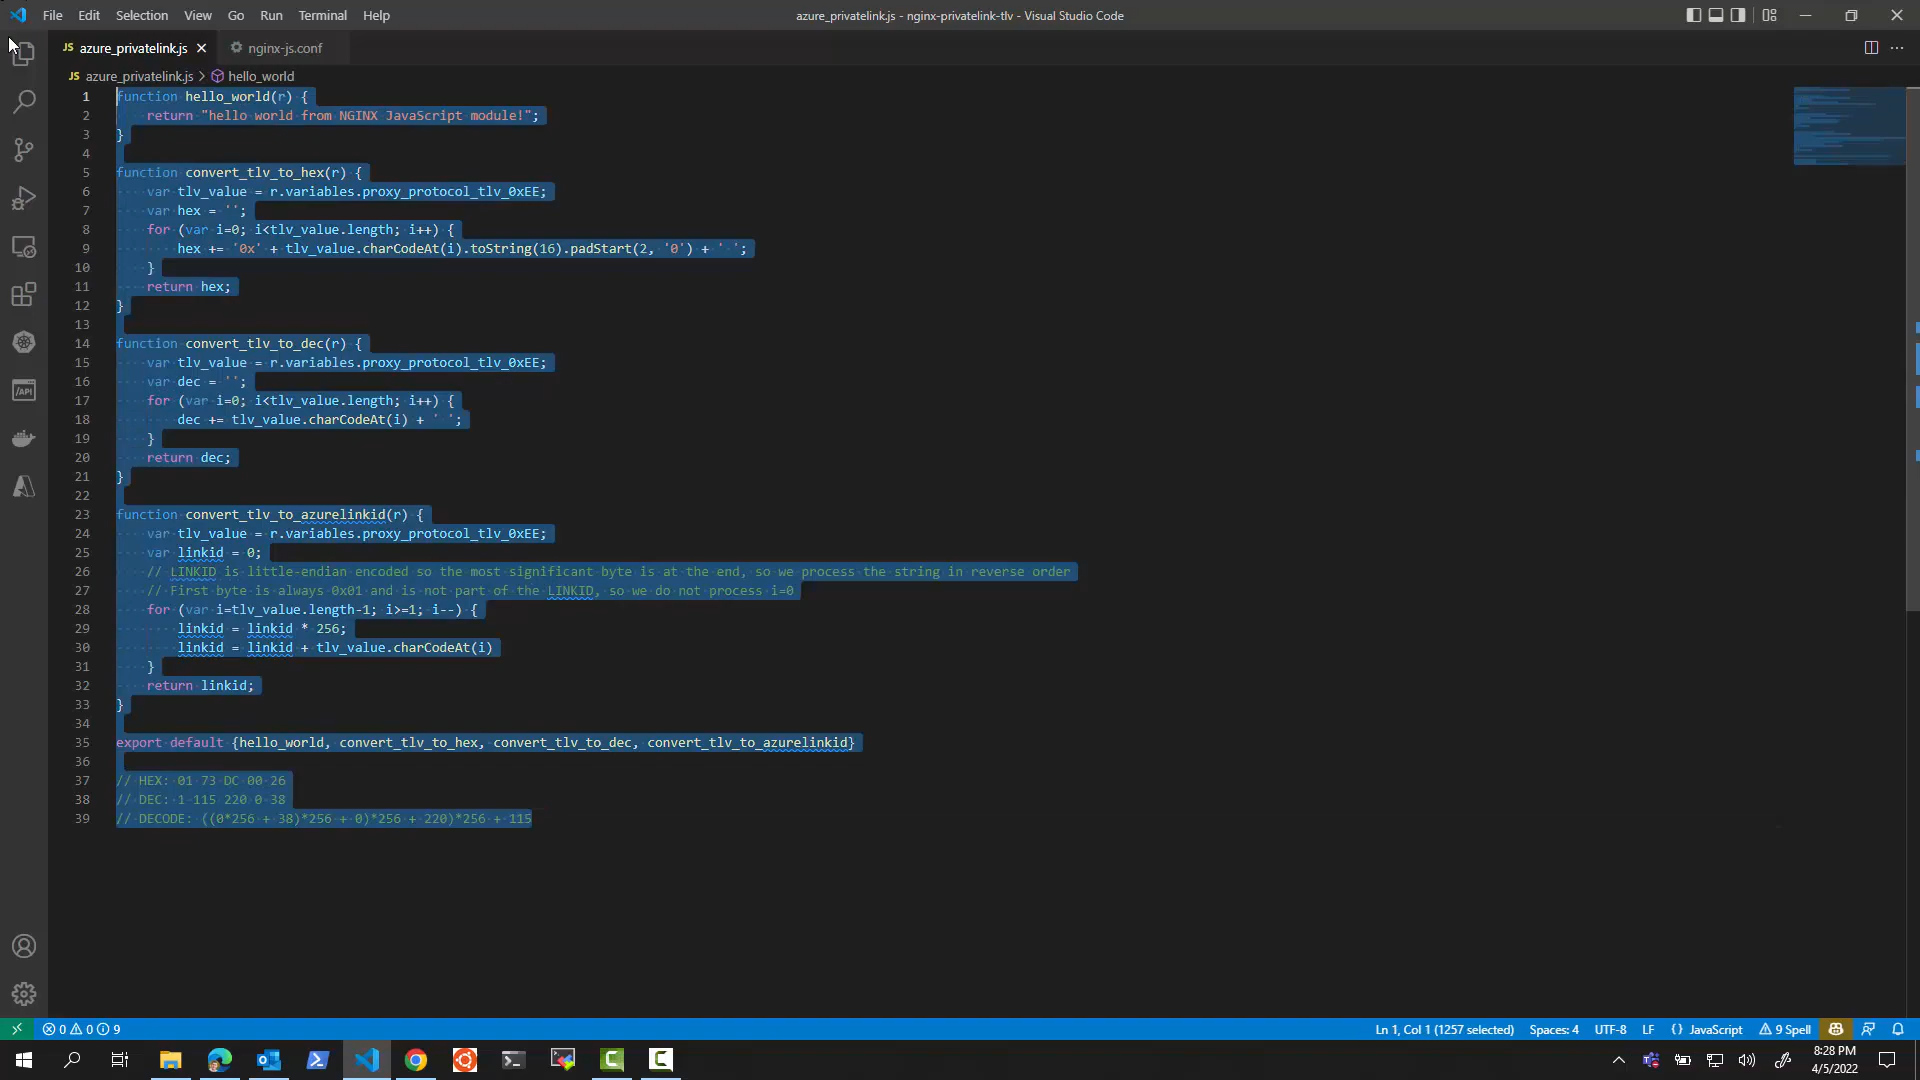 File Edit Selection View Go Run Terminal Help
azure_privatelink.js - nginx-privatelink-tlv - Visual Studio Code
JS azure_privatelink.js
nginx-js.conf
JS azure_privatelink.js > hello_world
1 function hello_world(r) {
2 return "hello world from NGINX JavaScript module!";
3 }
4
5 function convert_tlv_to_hex(r) {
6 var tlv_value = r.variables.proxy_protocol_tlv_0xEE;
7 var hex = '';
8 for (var i=0; i<tlv_value.length; i++) {
9 hex += '0x' + tlv_value.charCodeAt(i).toString(16).padStart(2, '0') + ' ';
10 }
11 return hex;
12 }
13
14 function convert_tlv_to_dec(r) {
15 var tlv_value = r.variables.proxy_protocol_tlv_0xEE;
16 var dec = '';
17 for (var i=0; i<tlv_value.length; i++) {
18 dec += tlv_value.charCodeAt(i) + ' ';
19 }
20 return dec;
21 }
22
23 function convert_tlv_to_azurelinkid(r) {
24 var tlv_value = r.variables.proxy_protocol_tlv_0xEE;
25 var linkid = 0;
26 // LINKID is little-endian encoded so the most significant byte is at the end, so we process the string in reverse order
27 // First byte is always 0x01 and is not part of the LINKID, so we do not process i=0
28 for (var i=tlv_value.length-1; i>=1; i--) {
29 linkid = linkid * 256;
30 linkid = linkid + tlv_value.charCodeAt(i)
31 }
32 return linkid;
33 }
34
35 export default {hello_world, convert_tlv_to_hex, convert_tlv_to_dec, convert_tlv_to_azurelinkid}
36
37 // HEX: 01 73 DC 00 26
38 // DEC: 1 115 220 0 38
39 // DECODE: ((0*256 + 38)*256 + 0)*256 + 220)*256 + 115
/API
0 0 9
Ln 1, Col 1 (1257 selected) Spaces: 4 UTF-8 LF {} JavaScript 9 Spell
8:28 PM
4/5/2022